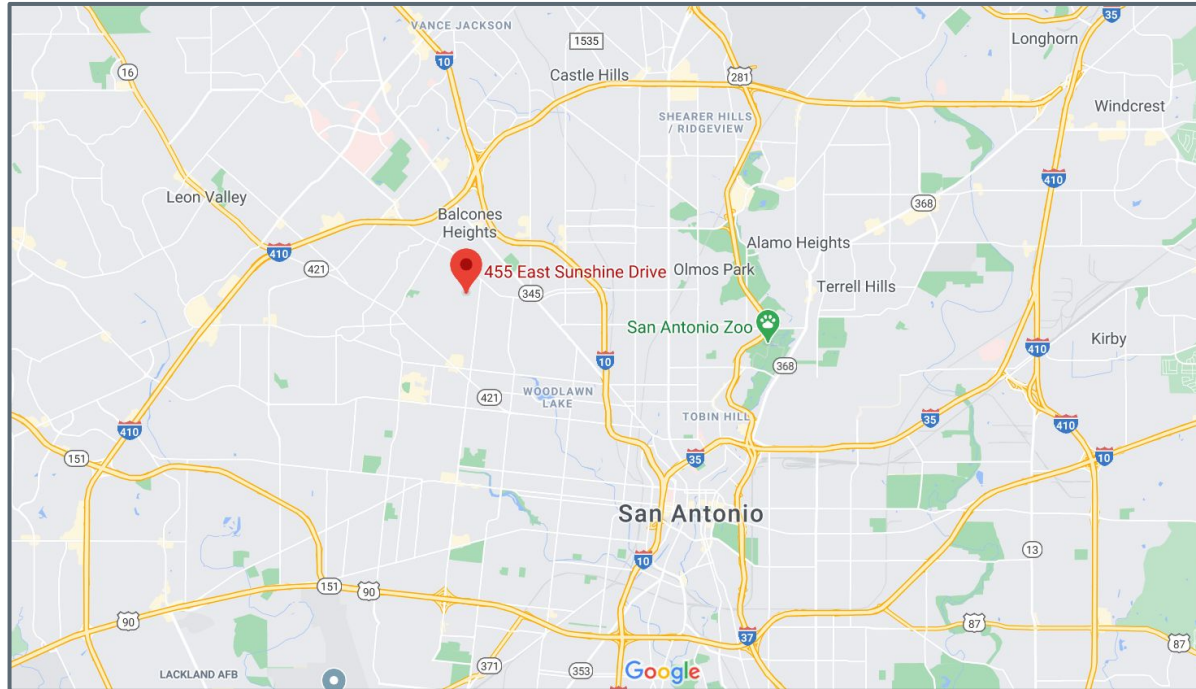 VANCE JACKSON
35
1535
Longhorn
10
16
Castle Hills
281
Windcrest
SHEARER HILLS
/ RIDGEVIEW
410
Leon Valley
368
Balcones
Heights
410
421
Alamo Heights
455 East Sunshine Drive
Olmos Park
Terrell Hills
345
San Antonio Zoo
Kirby
410
10
368
WOODLAWN
LAKE
421
TOBIN HILL
35
410
410
151
35
10
San Antonio
13
10
151
90
90
87
37
87
LACKLAND AFB
371
353
Google